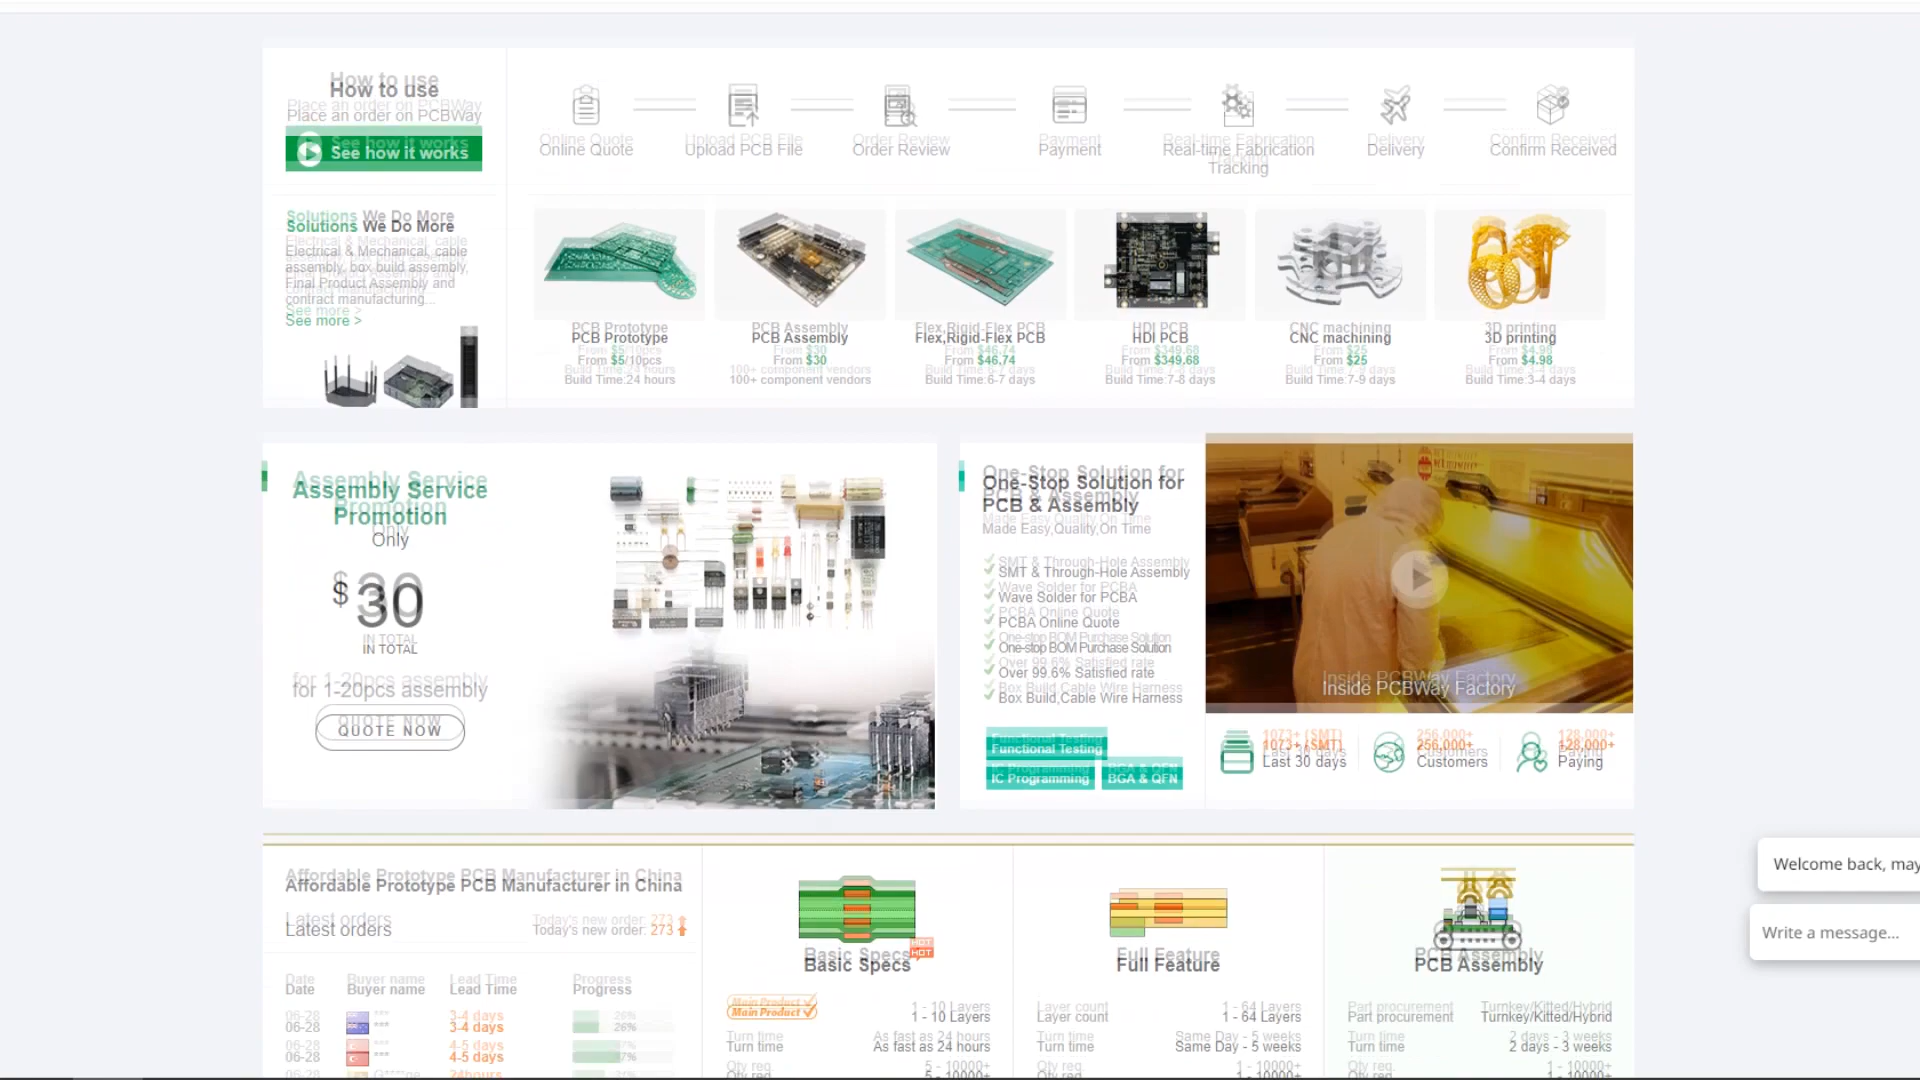 How to use
Place an order on PCBWay
See how it works
Online Quote
Upload PCB File
Order Review
Payment
Real-time Fabrication
Tracking
Delivery
Confirm Received
Solutions We Do More
Electrical & Mechanical, cable
assembly, box build assembly,
Final Product Assembly and
contract manufacturing...
See more >
PCB Prototype
From $5/10pcs
Build Time:24 hours
PCB Assembly
From $30
100+ component vendors
Flex,Rigid-Flex PCB
From $46.74
Build Time:6-7 days
HDI PCB
From $349.68
Build Time:7-8 days
CNC machining
From $25
Build Time:7-9 days
3D printing
From $4.98
Build Time:3-4 days
Assembly Service
Promotion
Only
$30
IN TOTAL
for 1-20pcs assembly
QUOTE NOW
One-Stop Solution for
PCB & Assembly
Made Easy,Quality,On Time
SMT & Through-Hole Assembly
Wave Solder for PCBA
PCBA Online Quote
One-stop BOM Purchase Solution
Over 99.6% Satisfied rate
Box Build,Cable Wire Harness
Functional Testing
IC Programming
BGA & QFN
Inside PCBWay Factory
1073+ (SMT)
Last 30 days
256,000+
Customers
128,000+
Paying
Affordable Prototype PCB Manufacturer in China
Latest orders
Today's new order: 273
Date Buyer name Lead Time Progress
06-28 *** 3-4 days 26%
06-28 *** 4-5 days 7%
06-28 24hours
HOT
Basic Specs
Main Product 1 - 10 Layers
Turn time As fast as 24 hours
Qty req 5 - 10000+
Full Feature
Layer count 1 - 64 Layers
Turn time Same Day - 5 weeks
Qty req 1 - 10000+
PCB Assembly
Part procurement Turnkey/Kitted/Hybrid
Turn time 2 days - 3 weeks
Qty req 1 - 10000+
Welcome back, may
Write a message...